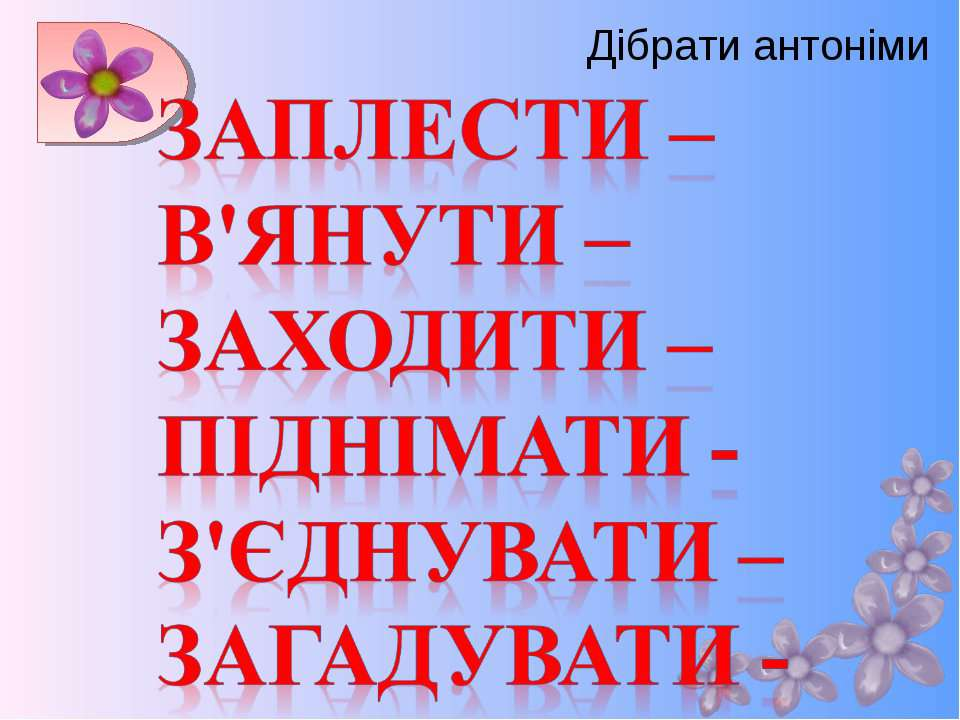 Дібрати антоніми
ЗАПЛЕСТИ –
В'ЯНУТИ –
ЗАХОДИТИ –
ПІДНІМАТИ -
З'ЄДНУВАТИ –
ЗАГАДУВАТИ -